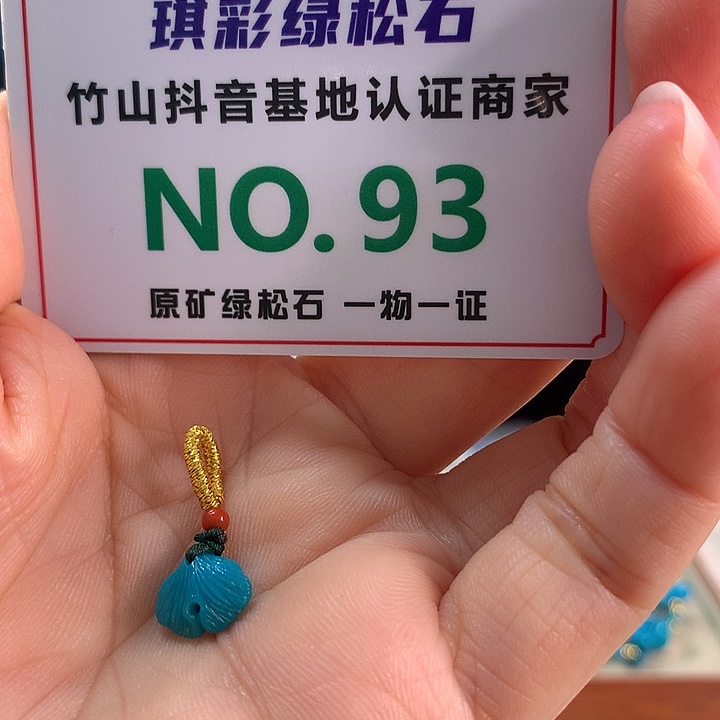 琪彩绿松石
竹山抖音基地认证商家
NO.93
原矿绿松石 一物一证